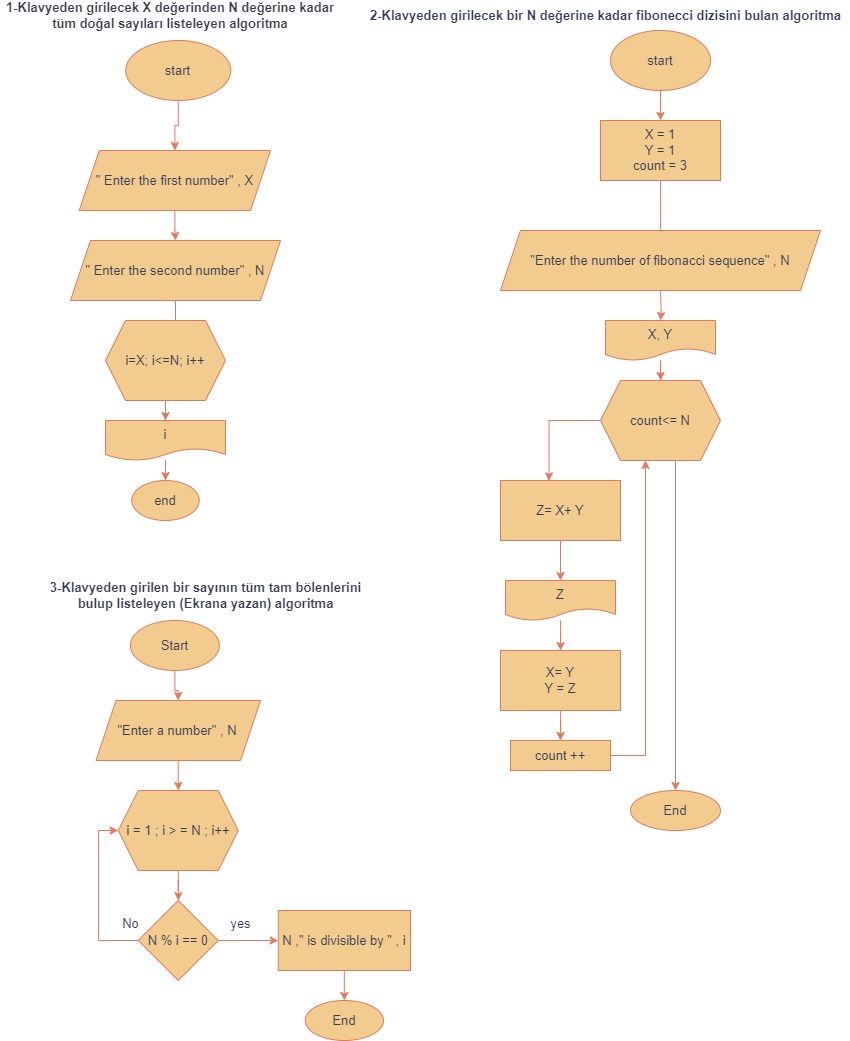 1-Klavyeden girilecek X değerinden N değerine kadar
tüm doğal sayıları listeleyen algoritma
start
" Enter the first number" , X
" Enter the second number" , N
i=X; i<=N; i++
i
end
2-Klavyeden girilecek bir N değerine kadar fibonecci dizisini bulan algoritma
start
X = 1
Y = 1
count = 3
"Enter the number of fibonacci sequence" , N
X, Y
count<= N
Z= X+ Y
Z
X= Y
Y = Z
count ++
End
3-Klavyeden girilen bir sayının tüm tam bölenlerini
bulup listeleyen (Ekrana yazan) algoritma
Start
"Enter a number" , N
i = 1 ; i > = N ; i++
No
N % i == 0
yes
N ," is divisible by " , i
End